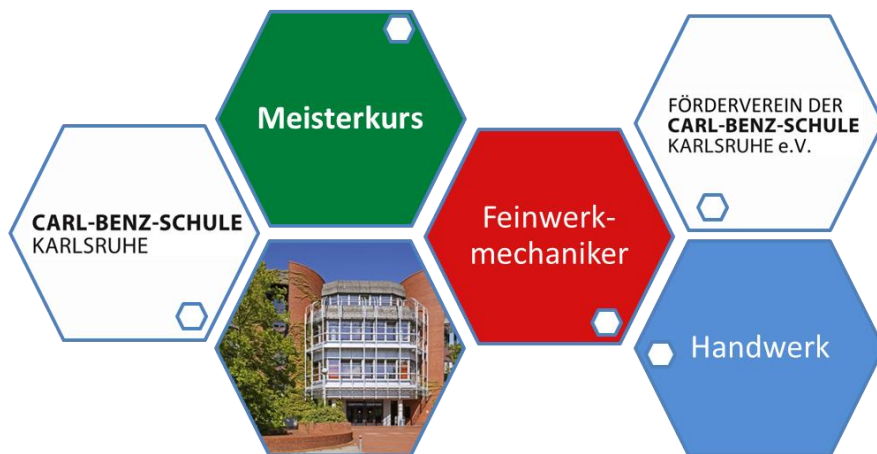 Meisterkurs
FÖRDERVEREIN DER
CARL-BENZ-SCHULE
KARLSRUHE e.V.
CARL-BENZ-SCHULE
KARLSRUHE
Feinwerk-
mechaniker
Handwerk